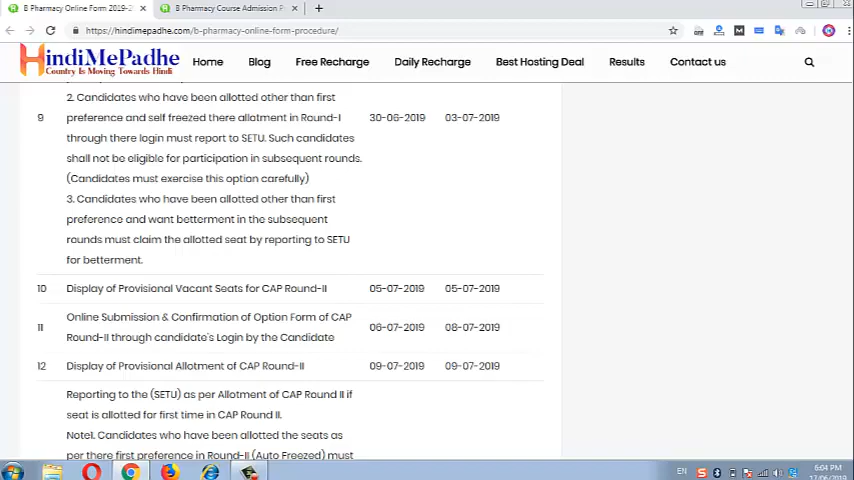 B Pharmacy Online Form 2019-2
B Pharmacy Course Admission P
https://hindimepadhe.com/b-pharmacy-online-form-procedure/
HindiMePadhe
Country Is Moving Towards Hindi
Home Blog Free Recharge Daily Recharge Best Hosting Deal Results Contact us
2. Candidates who have been allotted other than first
9 preference and self freezed there allotment in Round-I 30-06-2019 03-07-2019
through there login must report to SETU. Such candidates
shall not be eligible for participation in subsequent rounds.
(Candidates must exercise this option carefully)
3. Candidates who have been allotted other than first
preference and want betterment in the subsequent
rounds must claim the allotted seat by reporting to SETU
for betterment.
10 Display of Provisional Vacant Seats for CAP Round-II 05-07-2019 05-07-2019
Online Submission & Confirmation of Option Form of CAP
11 06-07-2019 08-07-2019
Round-II through candidate's Login by the Candidate
12 Display of Provisional Allotment of CAP Round-II 09-07-2019 09-07-2019
Reporting to the (SETU) as per Allotment of CAP Round II if
seat is allotted for first time in CAP Round II.
Note1. Candidates who have been allotted the seats as
per there first preference in Round-II (Auto Freezed) must
EN
6:04 PM
17/06/2019